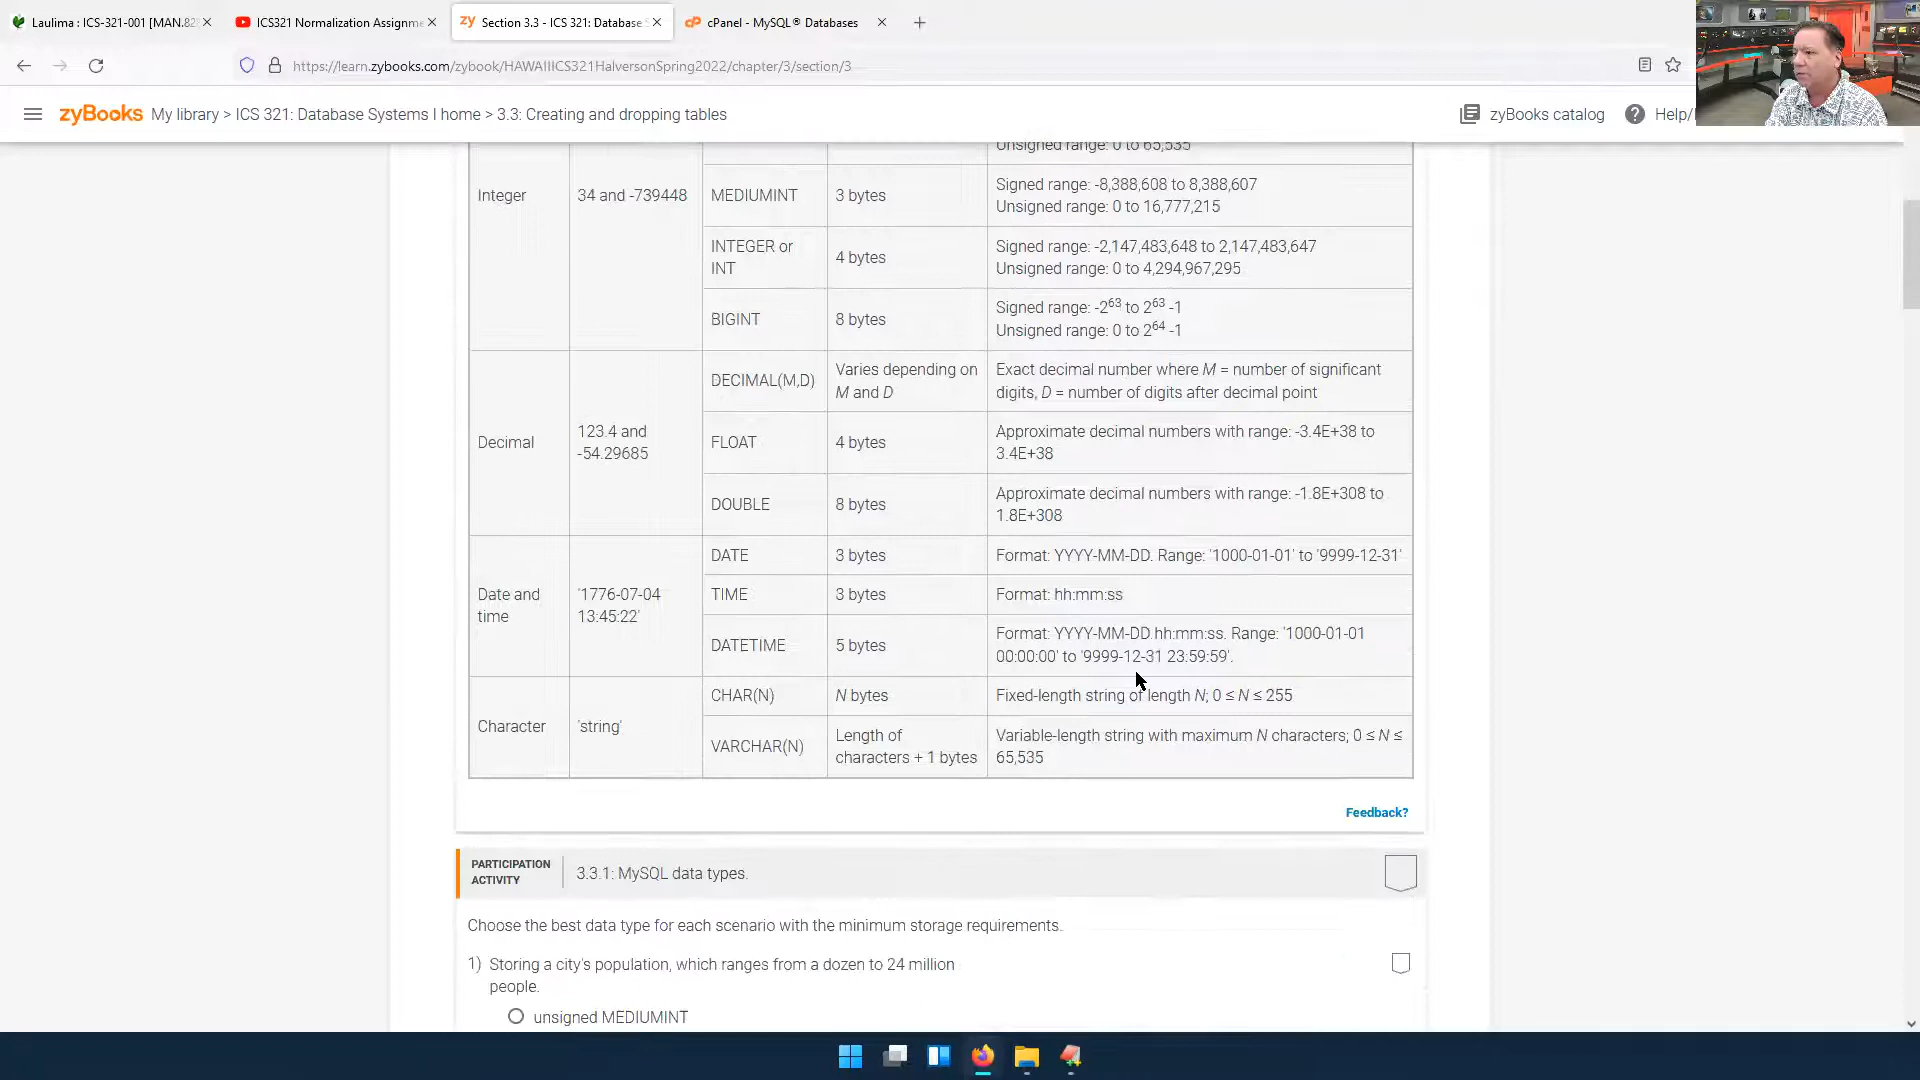 Laulima : ICS-321-001 [MAN.82
ICS321 Normalization Assignme
zy Section 3.3 - ICS 321: Database S
cPanel - MySQL® Databases
https://learn.zybooks.com/zybook/HAWAIIICS321HalversonSpring2022/chapter/3/section/3
zyBooks My library > ICS 321: Database Systems I home > 3.3: Creating and dropping tables
zyBooks catalog
Help/
Unsigned range: 0 to 65,535
Integer
34 and -739448
MEDIUMINT
3 bytes
Signed range: -8,388,608 to 8,388,607
Unsigned range: 0 to 16,777,215
INTEGER or
INT
4 bytes
Signed range: -2,147,483,648 to 2,147,483,647
Unsigned range: 0 to 4,294,967,295
BIGINT
8 bytes
Signed range: -2^63 to 2^63 -1
Unsigned range: 0 to 2^64 -1
Decimal
123.4 and
-54.29685
DECIMAL(M,D)
Varies depending on
M and D
Exact decimal number where M = number of significant
digits, D = number of digits after decimal point
FLOAT
4 bytes
Approximate decimal numbers with range: -3.4E+38 to
3.4E+38
DOUBLE
8 bytes
Approximate decimal numbers with range: -1.8E+308 to
1.8E+308
Date and
time
'1776-07-04
13:45:22'
DATE
3 bytes
Format: YYYY-MM-DD. Range: '1000-01-01' to '9999-12-31'
TIME
3 bytes
Format: hh:mm:ss
DATETIME
5 bytes
Format: YYYY-MM-DD hh:mm:ss. Range: '1000-01-01
00:00:00' to '9999-12-31 23:59:59'.
Character
'string'
CHAR(N)
N bytes
Fixed-length string of length N; 0 ≤ N ≤ 255
VARCHAR(N)
Length of
characters + 1 bytes
Variable-length string with maximum N characters; 0 ≤ N ≤
65,535
Feedback?
PARTICIPATION
ACTIVITY
3.3.1: MySQL data types.
Choose the best data type for each scenario with the minimum storage requirements.
1) Storing a city's population, which ranges from a dozen to 24 million
people.
unsigned MEDIUMINT